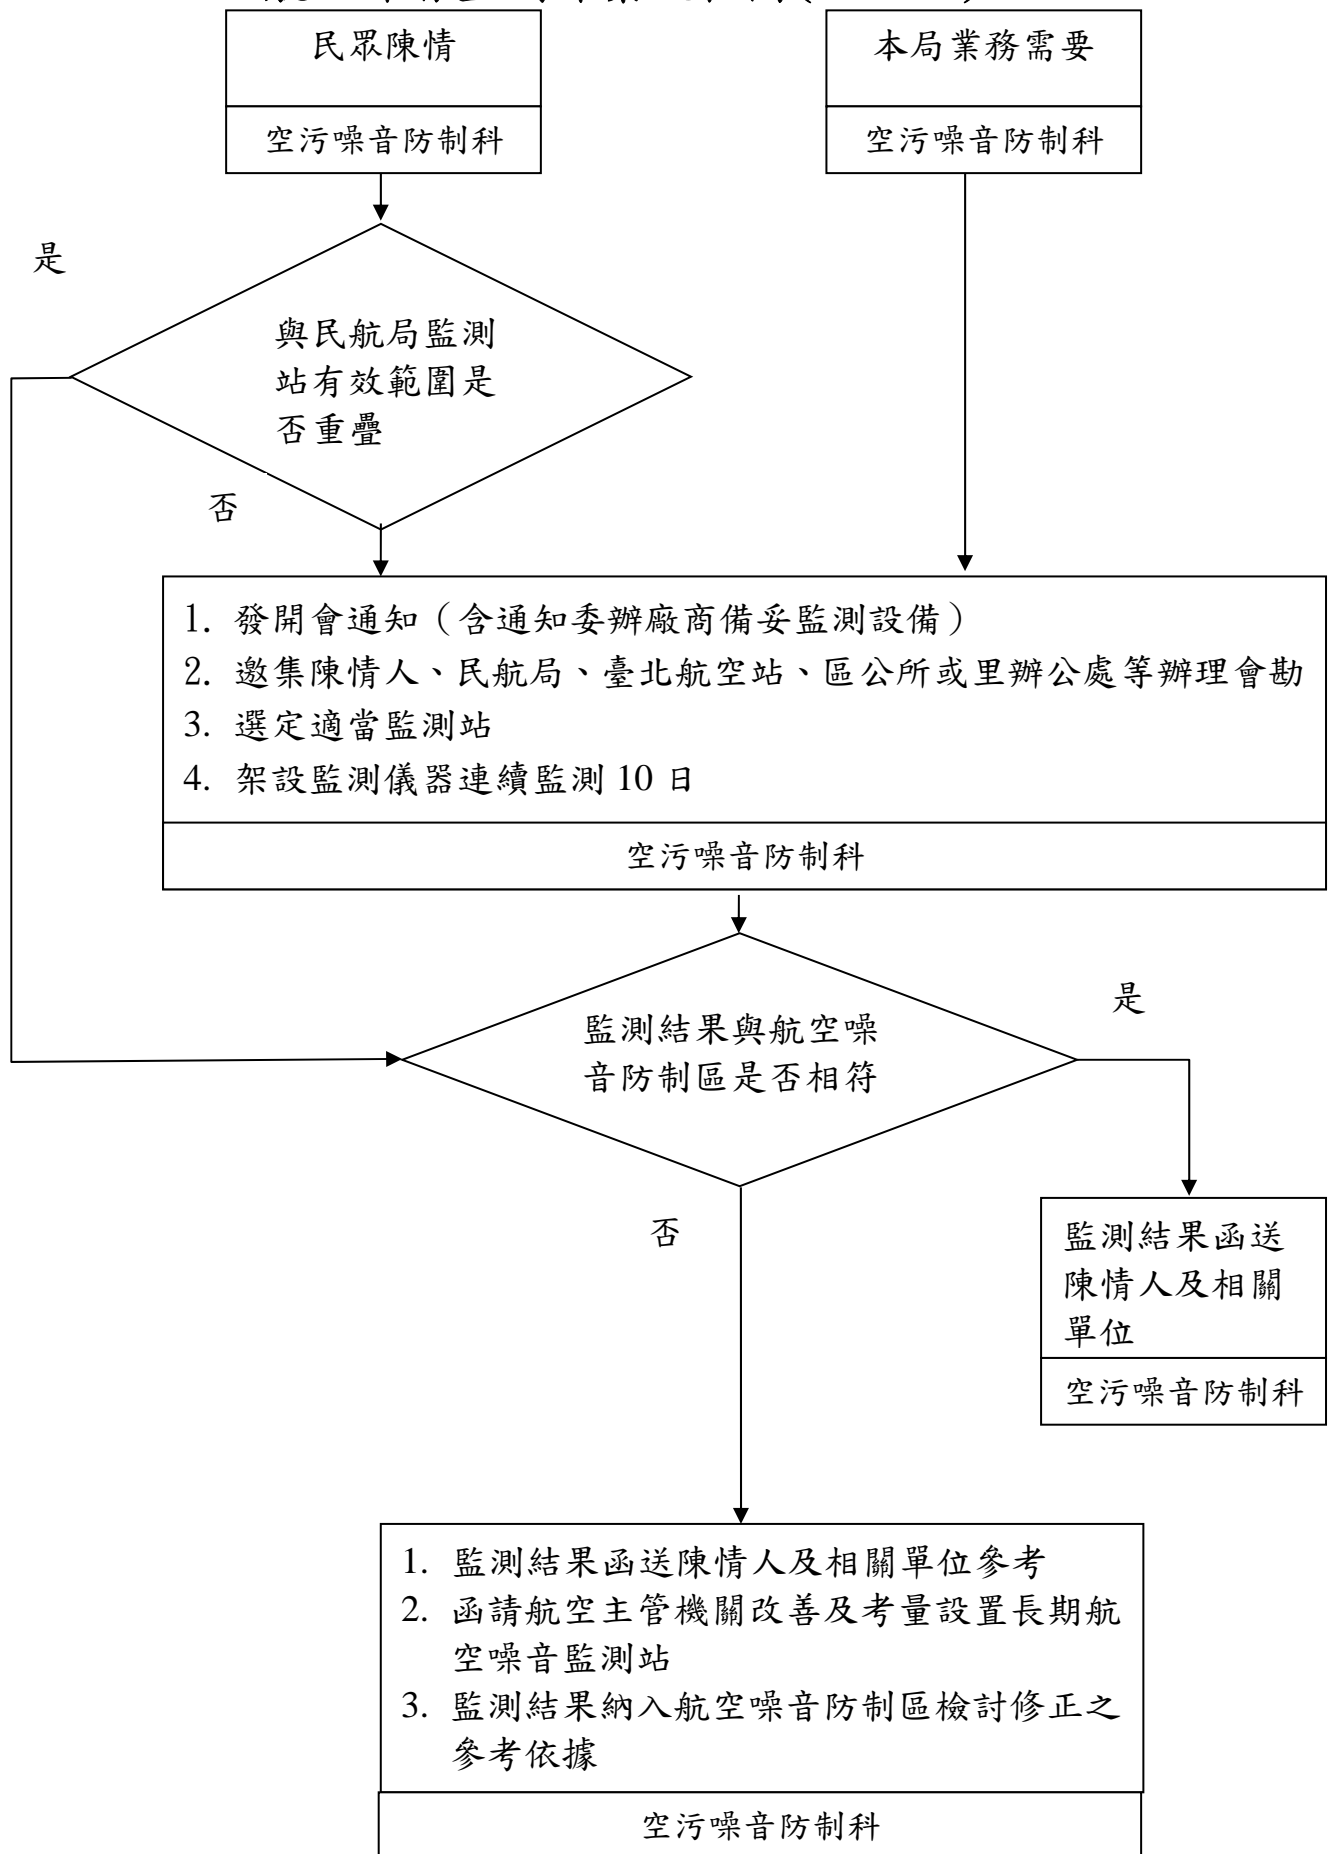 民眾陳情
空污噪音防制科
本局業務需要
空污噪音防制科
是
與民航局監測
站有效範圍是
否重疊
否
1. 發開會通知（含通知委辦廠商備妥監測設備）
2. 邀集陳情人、民航局、臺北航空站、區公所或里辦公處等辦理會勘
3. 選定適當監測站
4. 架設監測儀器連續監測 10 日
空污噪音防制科
監測結果與航空噪
音防制區是否相符
是
否
監測結果函送
陳情人及相關
單位
空污噪音防制科
1. 監測結果函送陳情人及相關單位參考
2. 函請航空主管機關改善及考量設置長期航
空噪音監測站
3. 監測結果納入航空噪音防制區檢討修正之
參考依據
空污噪音防制科